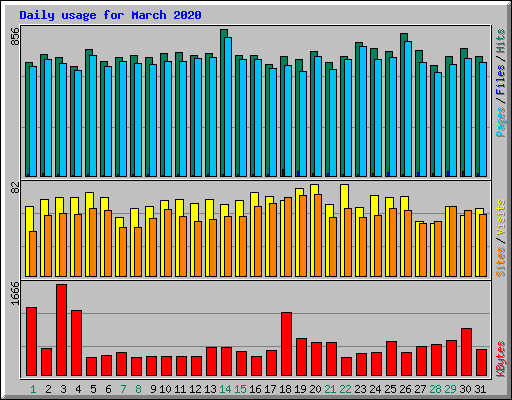 Daily usage for March 2020
856
Pages / Files / Hits
82
Sites / Visits
1666
KBytes
1 2 3 4 5 6 7 8 9 10 11 12 13 14 15 16 17 18 19 20 21 22 23 24 25 26 27 28 29 30 31